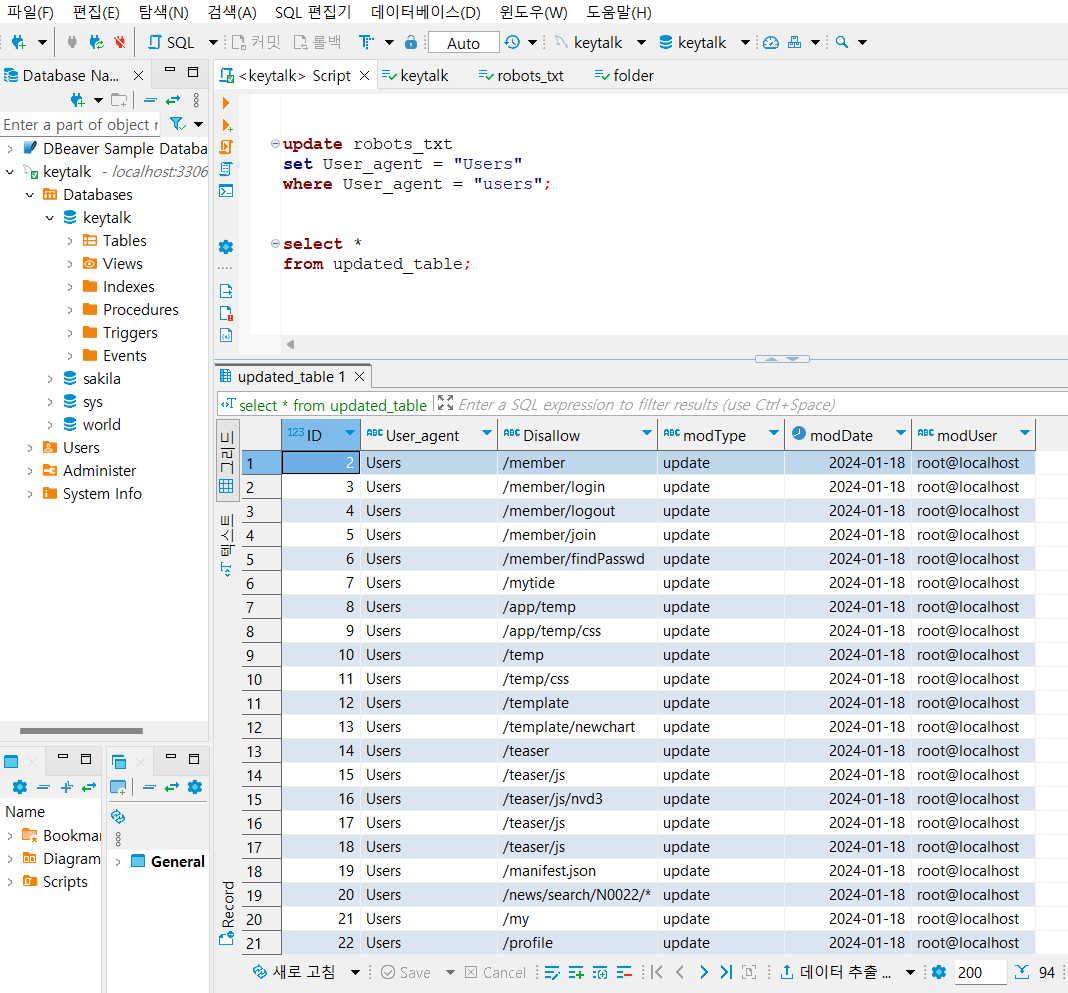 파일(F) 편집(E) 탐색(N) 검색(A) SQL 편집기 데이터베이스(D) 윈도우(W) 도움말(H)
SQL 커밋 롤백 Auto keytalk keytalk
Database Na... <keytalk> Script keytalk robots_txt folder
Enter a part of object r
DBeaver Sample Databa
keytalk - localhost:3306
Databases
keytalk
Tables
Views
Indexes
Procedures
Triggers
Events
sakila
sys
world
Users
Administer
System Info
Name
Bookmar
Diagram
Scripts
General
update robots_txt
set User_agent = "Users"
where User_agent = "users";
select *
from updated_table;
updated_table 1
select * from updated_table Enter a SQL expression to filter results (use Ctrl+Space)
그리드
텍스트
Record
123 ID ABC User_agent ABC Disallow ABC modType modDate ABC modUser
1 2 Users /member update 2024-01-18 root@localhost
2 3 Users /member/login update 2024-01-18 root@localhost
3 4 Users /member/logout update 2024-01-18 root@localhost
4 5 Users /member/join update 2024-01-18 root@localhost
5 6 Users /member/findPasswd update 2024-01-18 root@localhost
6 7 Users /mytide update 2024-01-18 root@localhost
7 8 Users /app/temp update 2024-01-18 root@localhost
8 9 Users /app/temp/css update 2024-01-18 root@localhost
9 10 Users /temp update 2024-01-18 root@localhost
10 11 Users /temp/css update 2024-01-18 root@localhost
11 12 Users /template update 2024-01-18 root@localhost
12 13 Users /template/newchart update 2024-01-18 root@localhost
13 14 Users /teaser update 2024-01-18 root@localhost
14 15 Users /teaser/js update 2024-01-18 root@localhost
15 16 Users /teaser/js/nvd3 update 2024-01-18 root@localhost
16 17 Users /teaser/js update 2024-01-18 root@localhost
17 18 Users /teaser/js update 2024-01-18 root@localhost
18 19 Users /manifest.json update 2024-01-18 root@localhost
19 20 Users /news/search/N0022/* update 2024-01-18 root@localhost
20 21 Users /my update 2024-01-18 root@localhost
21 22 Users /profile update 2024-01-18 root@localhost
새로 고침 Save Cancel 데이터 추출 ... 200 94